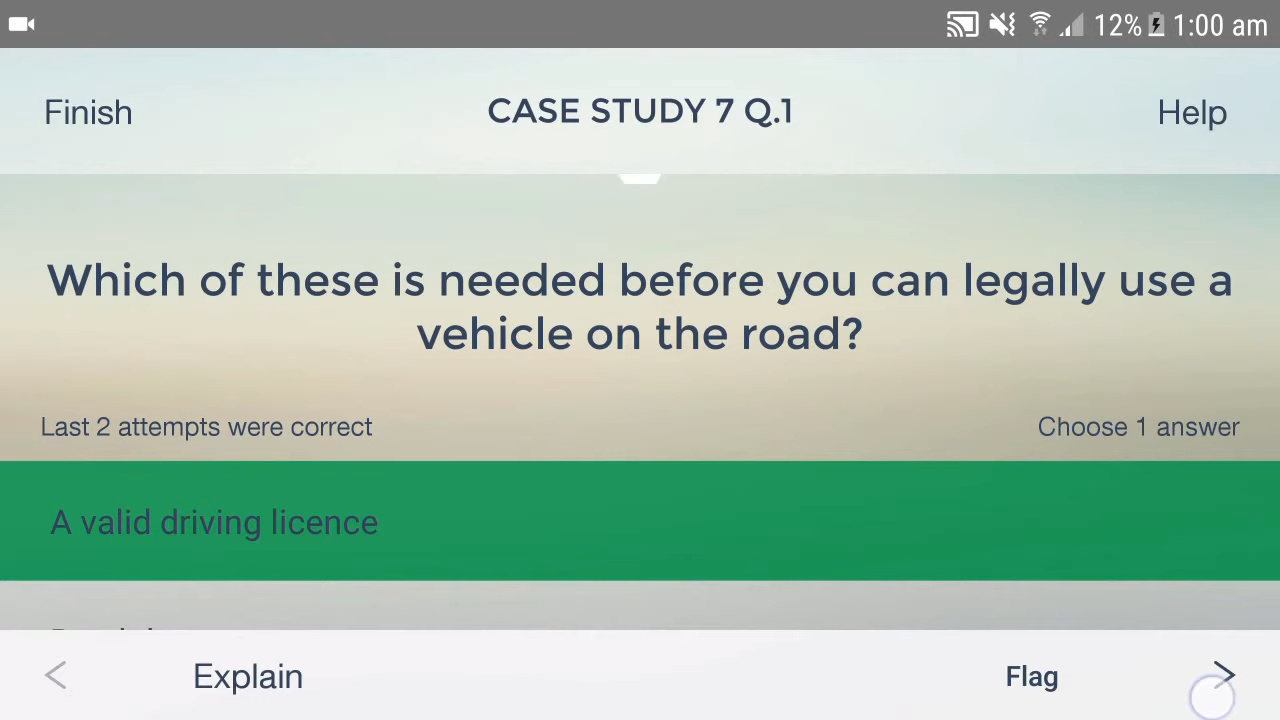 12% 1:00 am
Finish
CASE STUDY 7 Q.1
Help
Which of these is needed before you can legally use a
vehicle on the road?
Last 2 attempts were correct
Choose 1 answer
A valid driving licence
Explain
Flag